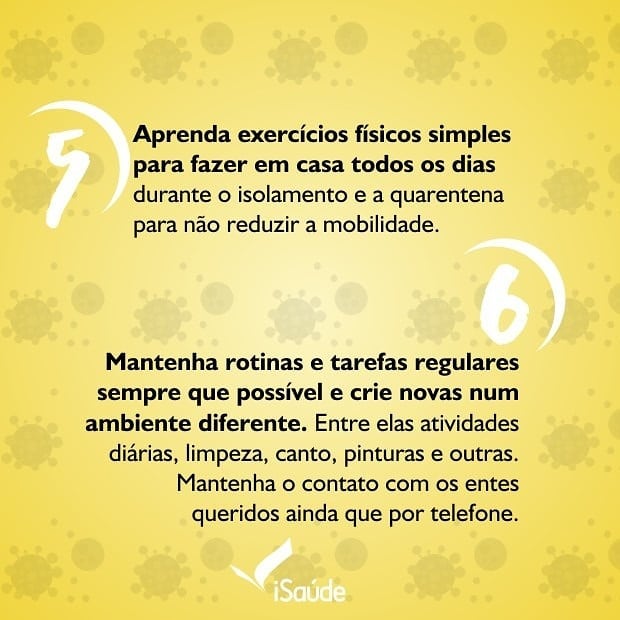 5
Aprenda exercícios físicos simples
para fazer em casa todos os dias
durante o isolamento e a quarentena
para não reduzir a mobilidade.
6
Mantenha rotinas e tarefas regulares
sempre que possível e crie novas num
ambiente diferente. Entre elas atividades
diárias, limpeza, canto, pinturas e outras.
Mantenha o contato com os entes
queridos ainda que por telefone.
iSaúde